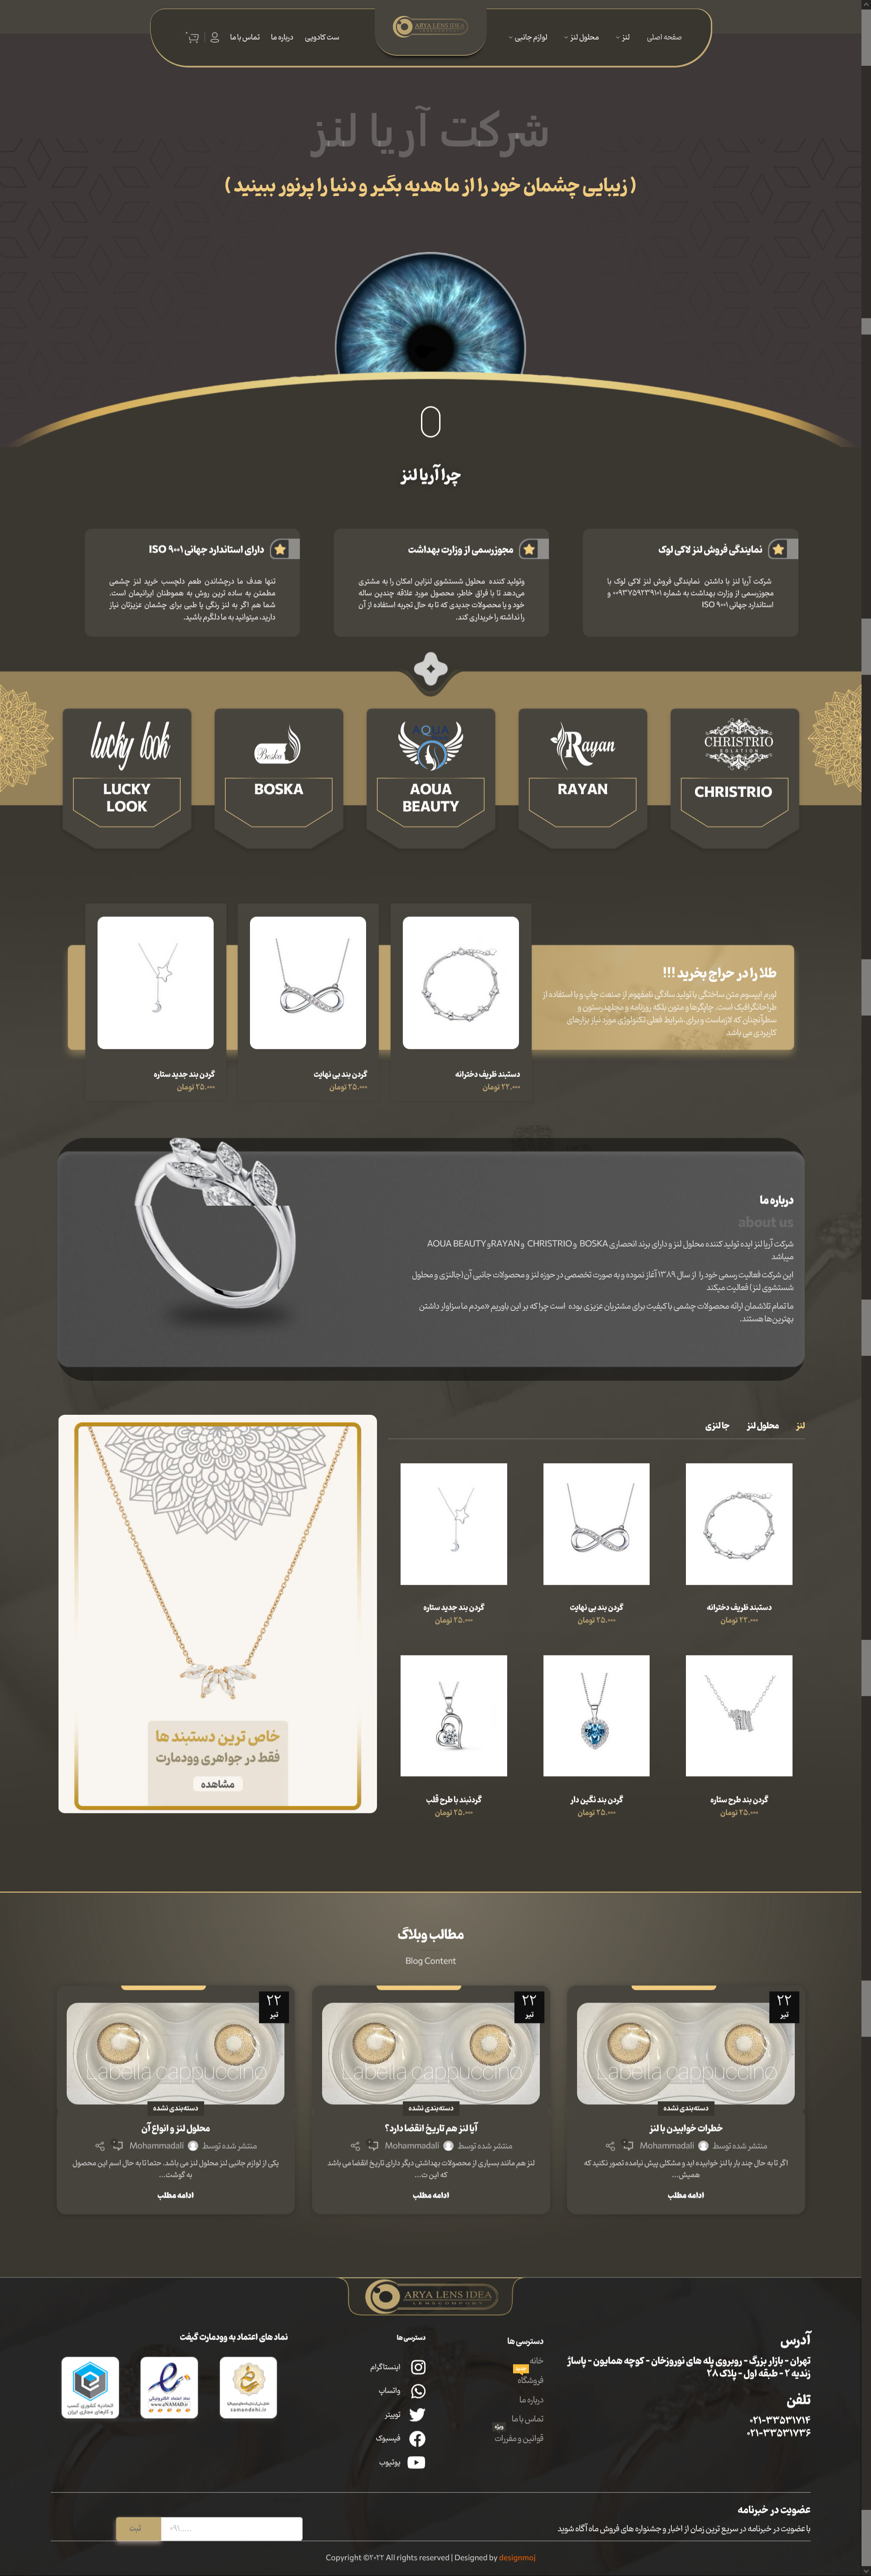 صفحه اصلی
لنز
محلول لنز
لوازم جانبی
ARYA LENS IDEA
ست کادویی
درباره ما
تماس با ما
شرکت آریا لنز
( زیبایی چشمان خود را از ما هدیه بگیر و دنیا را پرنور ببینید )
چرا آریا لنز
نمایندگی فروش لنز لاکی لوک
شرکت آریا لنز با داشتن نمایندگی فروش لنز لاکی لوک با
استاندارد جهانی ISO ۹۰۰۱
مجوزرسمی از وزارت بهداشت
وتولید کننده محلول شستشوی لنزاین امکان را به مشتری
می‌دهد تا با فراق خاطر، محصول مورد علاقه چندین ساله
خود و یا محصولات جدیدی که تا به حال تجربه استفاده از آن
را نداشته را خریداری کند.
دارای استاندارد جهانی ISO ۹۰۰۱
تنها هدف ما درخشاندن طعم دلچسب خرید لنز چشمی
مطمئن به ساده ترین روش به هموطنان ایرانیمان است.
شما هم اگر به لنز رنگی یا طبی برای چشمان عزیزتان نیاز
دارید، میتوانید به ما دلگرم باشید.
CHRISTRIO
SOLATION
CHRISTRIO
Rayan
RAYAN
AQUA
AOUA
BEAUTY
Boska
BOSKA
lucky look
LUCKY
LOOK
طلا را در حراج بخرید !!!
لورم ایپسوم متن ساختگی با تولید سادگی نامفهوم از صنعت چاپ و با استفاده از
طراحان گرافیک است. چاپگرها و متون بلکه روزنامه و مجله در ستون و
سطرآنچنان که لازم است و برای شرایط فعلی تکنولوژی مورد نیاز برازهای
کاربردی می باشد
دستبند ظریف دخترانه
۲۲,۰۰۰ تومان
گردن بند بی نهایت
۲۵,۰۰۰ تومان
گردن بند جدید ستاره
۲۵,۰۰۰ تومان
درباره ما
about us
شرکت آریا لنز ایده تولید کننده محلول لنز و دارای برند انحصاری BOSKA و CHRISTRIO و RAYAN و AOUA BEAUTY
میباشد
این شرکت فعالیت رسمی خود را از سال ۱۳۸۹ آغاز نموده و به صورت تخصصی در حوزه لنز و محصولات جانبی آن (جالنزی و محلول
شستشوی لنز) فعالیت میکند
ما تمام تلاشمان ارائه محصولات چشمی با کیفیت برای مشتریان عزیزی بوده است چرا که بر این باوریم «مردم ما سزاوار داشتن
بهترین‌ها هستند.
لنز
محلول لنز
جا لنزی
دستبند ظریف دخترانه
۲۲,۰۰۰ تومان
گردن بند بی نهایت
۲۵,۰۰۰ تومان
گردن بند جدید ستاره
۲۵,۰۰۰ تومان
گردن بند طرح ستاره
۲۵,۰۰۰ تومان
گردن بند نگین دار
۲۵,۰۰۰ تومان
گردنبند با طرح قلب
۲۵,۰۰۰ تومان
خاص ترین دستبند ها
فقط در جواهری وودمارت
مشاهده
مطالب وبلاگ
Blog Content
۲۲
تیر
Labella cappuccino
دسته‌بندی نشده
خطرات خوابیدن با لنز
منتشر شده توسط Mohammadali
اگر تا به حال چند بار با لنز خوابیده اید و مشکلی پیش نیامده تصور نکنید که
همیش...
ادامه مطلب
۲۲
تیر
Labella cappuccino
دسته‌بندی نشده
آیا لنز هم تاریخ انقضا دارد؟
منتشر شده توسط Mohammadali
لنز هم مانند بسیاری از محصولات بهداشتی دیگر دارای تاریخ انقضا می باشد
که این ت...
ادامه مطلب
۲۲
تیر
Labella cappuccino
دسته‌بندی نشده
محلول لنز و انواع آن
منتشر شده توسط Mohammadali
یکی از لوازم جانبی لنز محلول لنز می باشد. حتما تا به حال اسم این محصول
به گوشت...
ادامه مطلب
ARYA LENS IDEA
LENS COMPONY
آدرس
تهران - بازار بزرگ - روبروی پله های نوروزخان - کوچه همایون - پاساژ
زندیه ۲ - طبقه اول - پلاک ۲۸
تلفن
۰۲۱-۳۳۵۳۱۷۱۴
۰۲۱-۳۳۵۳۱۷۳۶
دسترسی ها
خانه
فروشگاه
درباره ما
تماس با ما
ویژه
قوانین و مقررات
دسترسی ها
اینستاگرام
واتساپ
توییتر
فیسبوک
یوتیوب
نماد های اعتماد به وودمارت گیفت
samandehi.ir
نماد اعتماد الکترونیکی
www.eNAMAD.ir
اتحادیه کشوری کسب
و کارهای مجازی ایران
عضویت در خبرنامه
با عضویت در خبرنامه در سریع ترین زمان از اخبار و جشنواره های فروش ماه آگاه شوید
۰۹۱.....
ثبت
Copyright ©۲۰۲۲ All rights reserved | Designed by designmoj